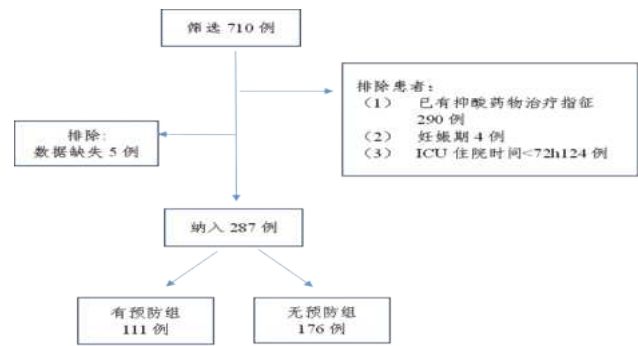 筛选 710 例
排除患者：
（1） 已有抑酸药物治疗指征
290 例
（2） 妊娠期 4 例
（3） ICU 住院时间<72h124 例
排除:
数据缺失 5 例
纳入 287 例
有预防组
111 例
无预防组
176 例